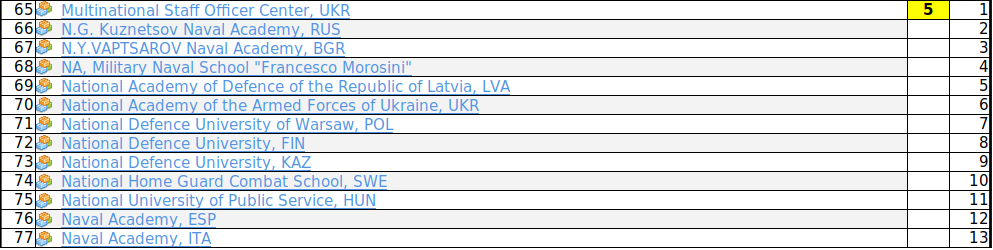 65 Multinational Staff Officer Center, UKR 5 1
66 N.G. Kuznetsov Naval Academy, RUS 2
67 N.Y.VAPTSAROV Naval Academy, BGR 3
68 NA, Military Naval School "Francesco Morosini" 4
69 National Academy of Defence of the Republic of Latvia, LVA 5
70 National Academy of the Armed Forces of Ukraine, UKR 6
71 National Defence University of Warsaw, POL 7
72 National Defence University, FIN 8
73 National Defence University, KAZ 9
74 National Home Guard Combat School, SWE 10
75 National University of Public Service, HUN 11
76 Naval Academy, ESP 12
77 Naval Academy, ITA 13